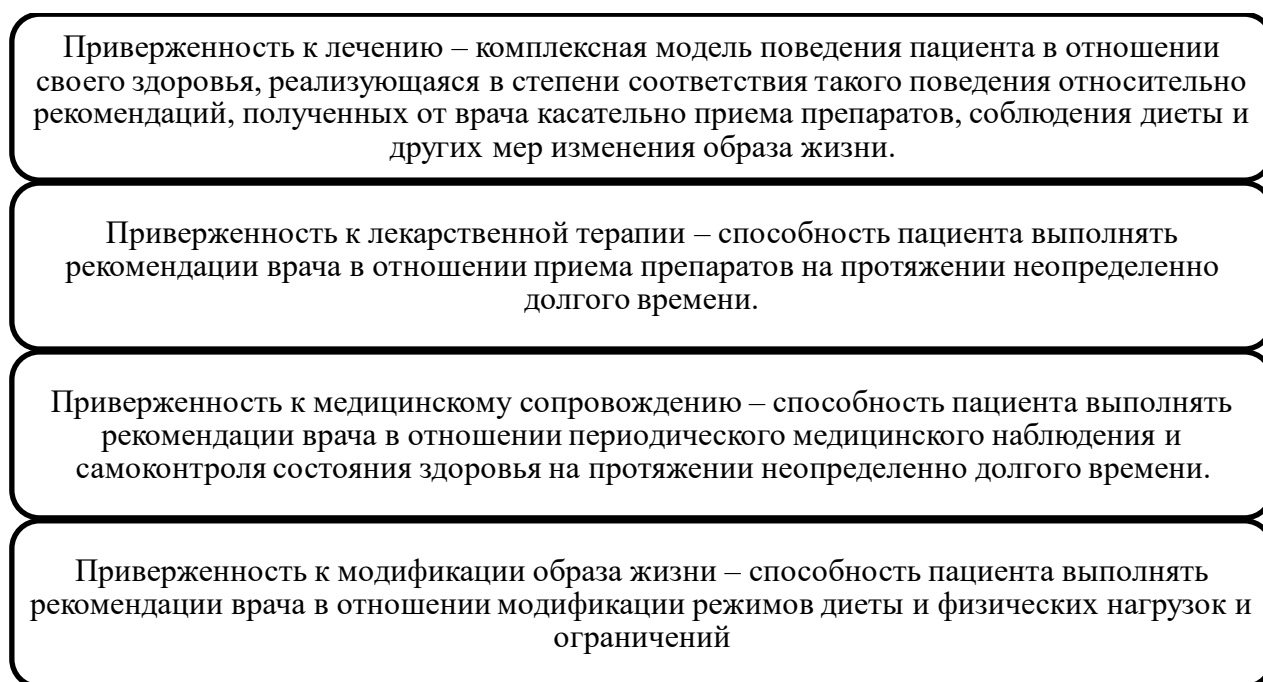 Приверженность к лечению – комплексная модель поведения пациента в отношении
своего здоровья, реализующаяся в степени соответствия такого поведения относительно
рекомендаций, полученных от врача касательно приема препаратов, соблюдения диеты и
других мер изменения образа жизни.
Приверженность к лекарственной терапии – способность пациента выполнять
рекомендации врача в отношении приема препаратов на протяжении неопределенно
долгого времени.
Приверженность к медицинскому сопровождению – способность пациента выполнять
рекомендации врача в отношении периодического медицинского наблюдения и
самоконтроля состояния здоровья на протяжении неопределенно долгого времени.
Приверженность к модификации образа жизни – способность пациента выполнять
рекомендации врача в отношении модификации режимов диеты и физических нагрузок и
ограничений